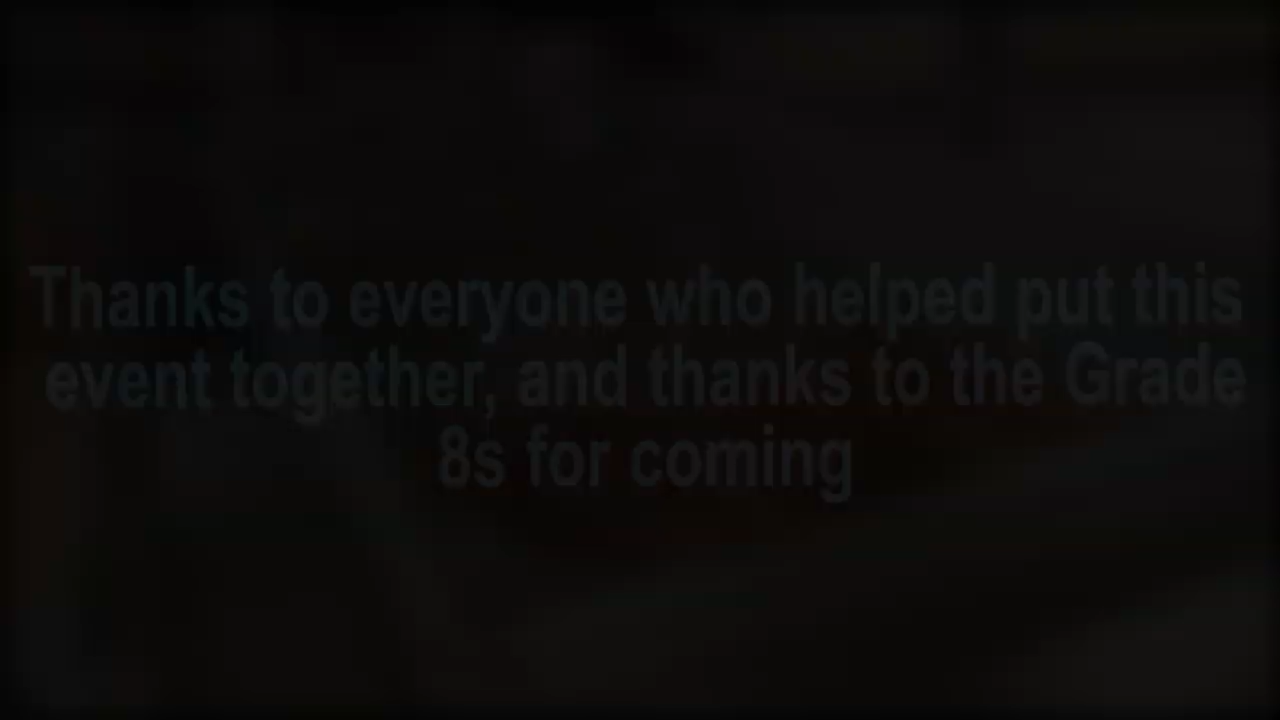 Thanks to everyone who helped put this
event together, and thanks to the Grade
8s for coming